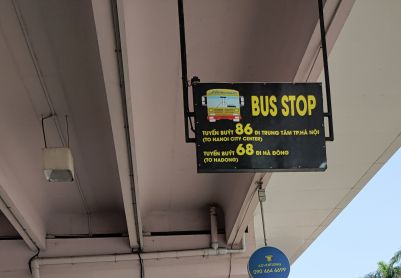 BUS STOP
TUYẾN BUÝT 86 ĐI TRUNG TÂM TP.HÀ NỘI
(TO HANOI CITY CENTER)
TUYẾN BUÝT 68 ĐI HÀ ĐÔNG
(TO HADONG)